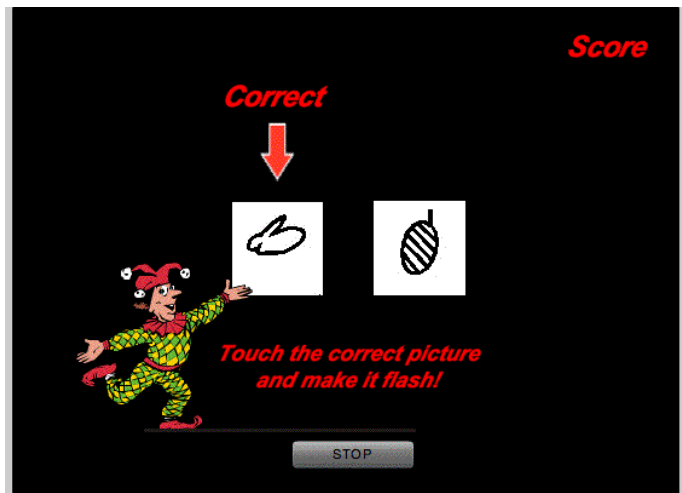 Score
Correct
Touch the correct picture
and make it flash!
STOP